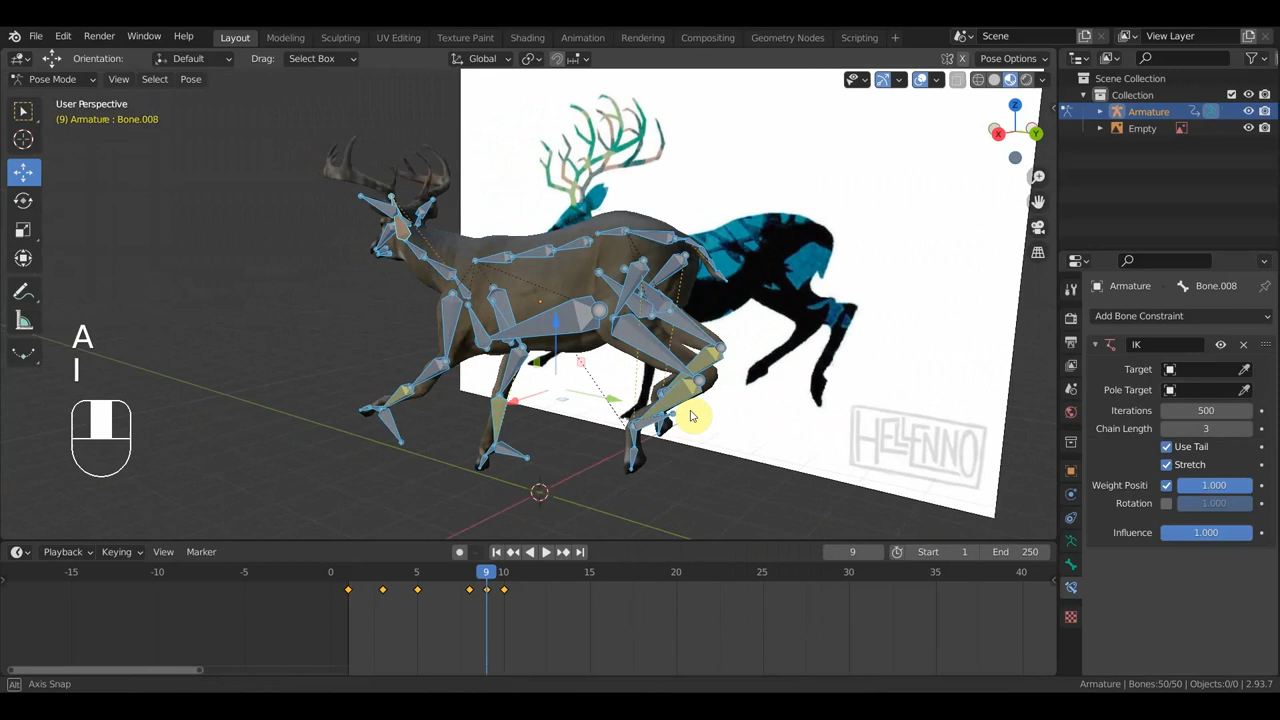 File Edit Render Window Help Layout Modeling Sculpting UV Editing Texture Paint Shading Animation Rendering Compositing Geometry Nodes Scripting + Scene View Layer
Orientation: Default Drag: Select Box Global Pose Options
Pose Mode View Select Pose
User Perspective
(9) Armature : Bone.008
Z
X
Y
A
I
HELLENNO
Scene Collection
Collection
Armature
Empty
Armature Bone.008
Add Bone Constraint
IK
Target
Pole Target
Iterations 500
Chain Length 3
Use Tail
Stretch
Weight Positi 1.000
Rotation 1.000
Influence 1.000
Playback Keying View Marker 9 Start 1 End 250
-15 -10 -5 0 5 9 10 15 20 25 30 35 40
Alt Axis Snap Armature | Bones:50/50 | Objects:0/0 | 2.93.7